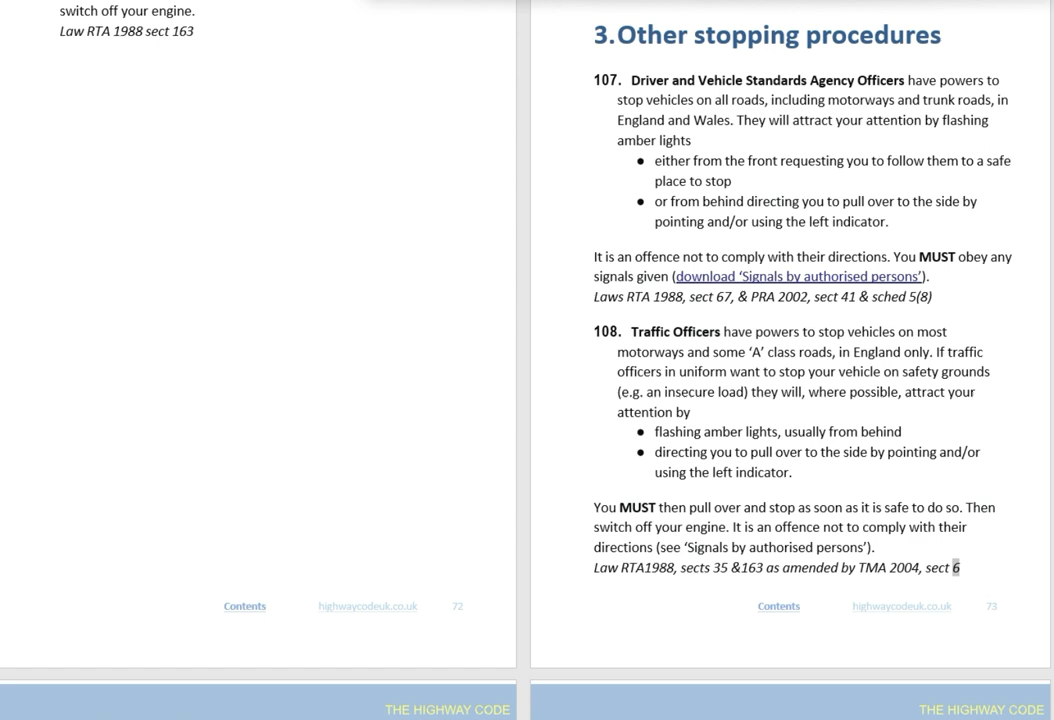 switch off your engine.
Law RTA 1988 sect 163
Contents highwaycodeuk.co.uk 72
THE HIGHWAY CODE
3. Other stopping procedures
107. Driver and Vehicle Standards Agency Officers have powers to
stop vehicles on all roads, including motorways and trunk roads, in
England and Wales. They will attract your attention by flashing
amber lights
● either from the front requesting you to follow them to a safe
place to stop
● or from behind directing you to pull over to the side by
pointing and/or using the left indicator.
It is an offence not to comply with their directions. You MUST obey any
signals given (download ‘Signals by authorised persons’).
Laws RTA 1988, sect 67, & PRA 2002, sect 41 & sched 5(8)
108. Traffic Officers have powers to stop vehicles on most
motorways and some ‘A’ class roads, in England only. If traffic
officers in uniform want to stop your vehicle on safety grounds
(e.g. an insecure load) they will, where possible, attract your
attention by
● flashing amber lights, usually from behind
● directing you to pull over to the side by pointing and/or
using the left indicator.
You MUST then pull over and stop as soon as it is safe to do so. Then
switch off your engine. It is an offence not to comply with their
directions (see ‘Signals by authorised persons’).
Law RTA1988, sects 35 &163 as amended by TMA 2004, sect 6
Contents highwaycodeuk.co.uk 73
THE HIGHWAY CODE